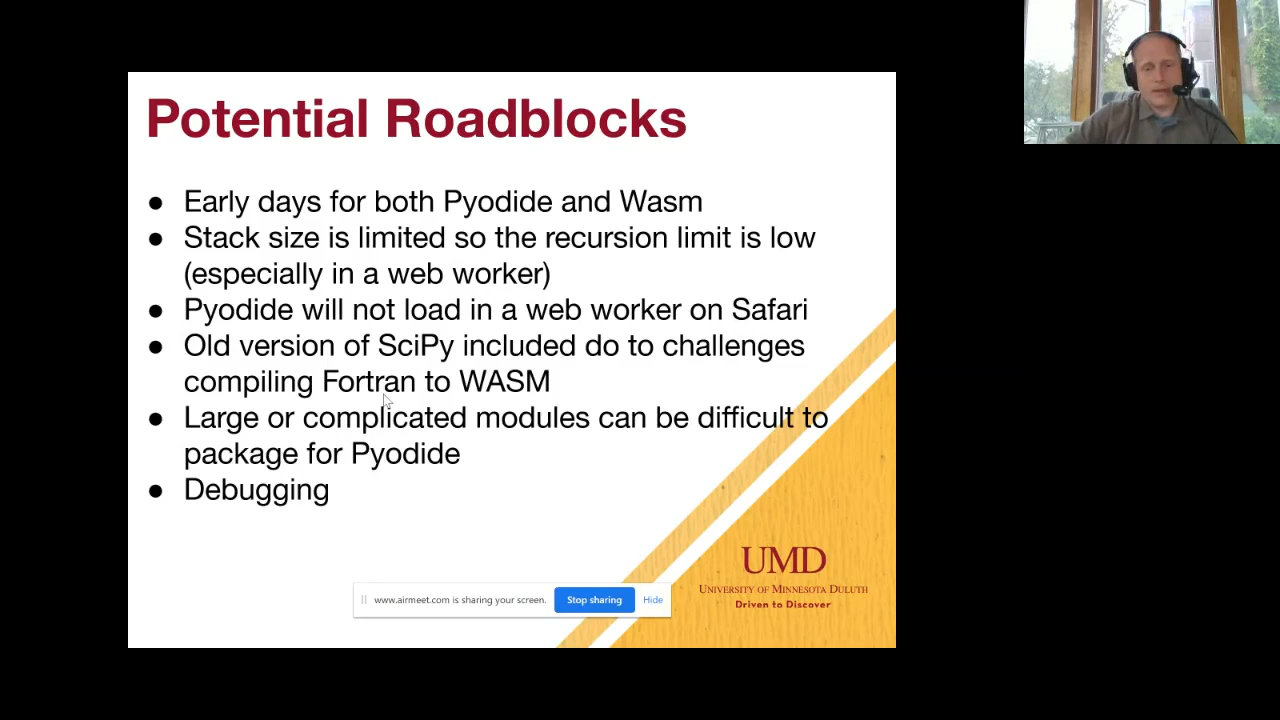 Potential Roadblocks
● Early days for both Pyodide and Wasm
● Stack size is limited so the recursion limit is low
(especially in a web worker)
● Pyodide will not load in a web worker on Safari
● Old version of SciPy included do to challenges
compiling Fortran to WASM
● Large or complicated modules can be difficult to
package for Pyodide
● Debugging
UMD
UNIVERSITY OF MINNESOTA DULUTH
Driven to Discover
www.airmeet.com is sharing your screen. Stop sharing Hide